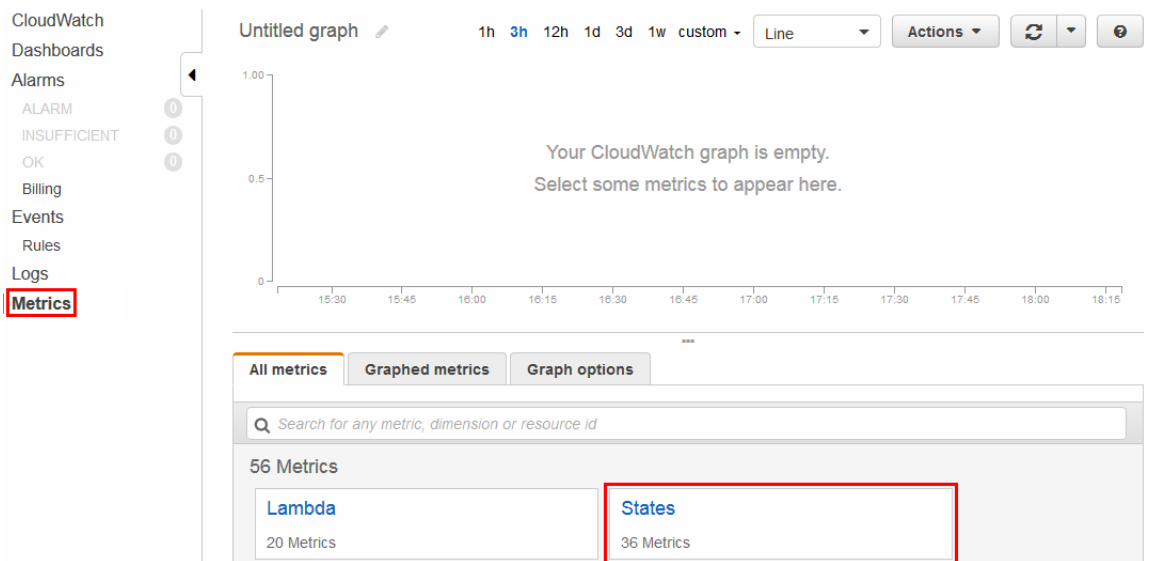 CloudWatch
Dashboards
Alarms
ALARM 0
INSUFFICIENT 0
OK 0
Billing
Events
Rules
Logs
Metrics
Untitled graph
1h 3h 12h 1d 3d 1w custom
Line
Actions
?
1.00
0.5
0
Your CloudWatch graph is empty.
Select some metrics to appear here.
15:30 15:45 16:00 16:15 16:30 16:45 17:00 17:15 17:30 17:45 18:00 18:15
All metrics Graphed metrics Graph options
Search for any metric, dimension or resource id
56 Metrics
Lambda
20 Metrics
States
36 Metrics